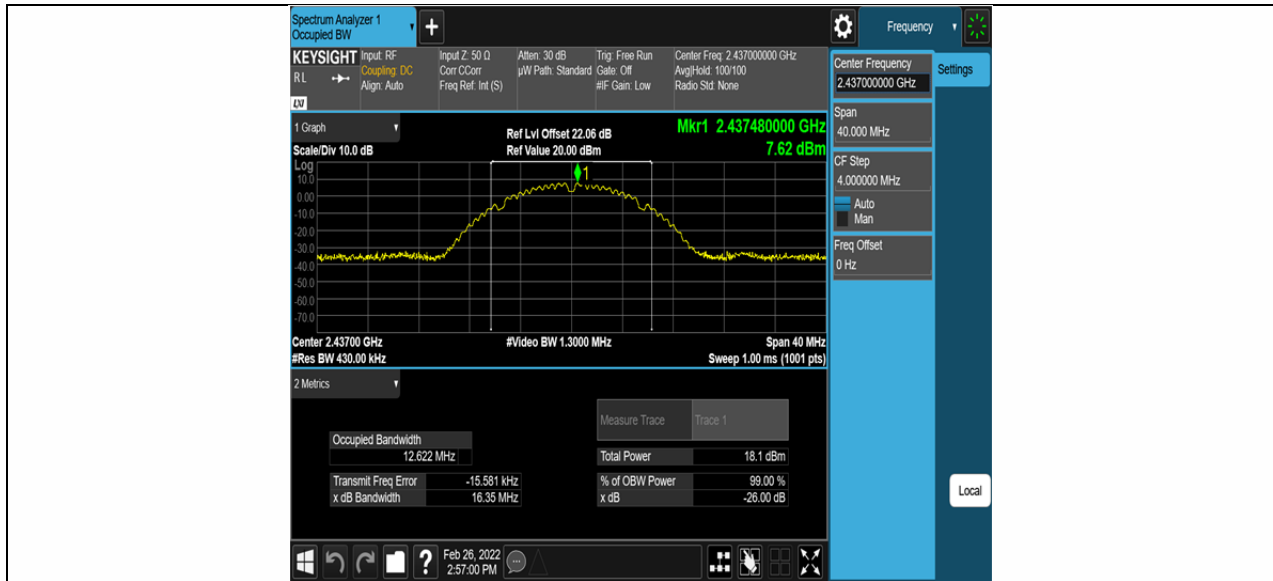 Spectrum Analyzer 1
Occupied BW
+
Frequency
KEYSIGHT
RL
LXI
Input: RF
Coupling: DC
Align: Auto
Input Z: 50 Ω
Corr CCorr
Freq Ref: Int (S)
Atten: 30 dB
µW Path: Standard
Trig: Free Run
Gate: Off
#IF Gain: Low
Center Freq: 2.437000000 GHz
Avg|Hold: 100/100
Radio Std: None
Center Frequency
2.437000000 GHz
Settings
Span
40.000 MHz
CF Step
4.000000 MHz
Auto
Man
Freq Offset
0 Hz
1 Graph
Ref Lvl Offset 22.06 dB
Mkr1 2.437480000 GHz
Scale/Div 10.0 dB
Ref Value 20.00 dBm
7.62 dBm
Log
1
10.0
0.00
-10.0
-20.0
-30.0
-40.0
-50.0
-60.0
-70.0
Center 2.43700 GHz
#Video BW 1.3000 MHz
Span 40 MHz
#Res BW 430.00 kHz
Sweep 1.00 ms (1001 pts)
2 Metrics
Measure Trace
Trace 1
Occupied Bandwidth
12.622 MHz
Total Power
18.1 dBm
Transmit Freq Error
-15.581 kHz
% of OBW Power
99.00 %
x dB Bandwidth
16.35 MHz
x dB
-26.00 dB
Local
?
Feb 26, 2022
2:57:00 PM